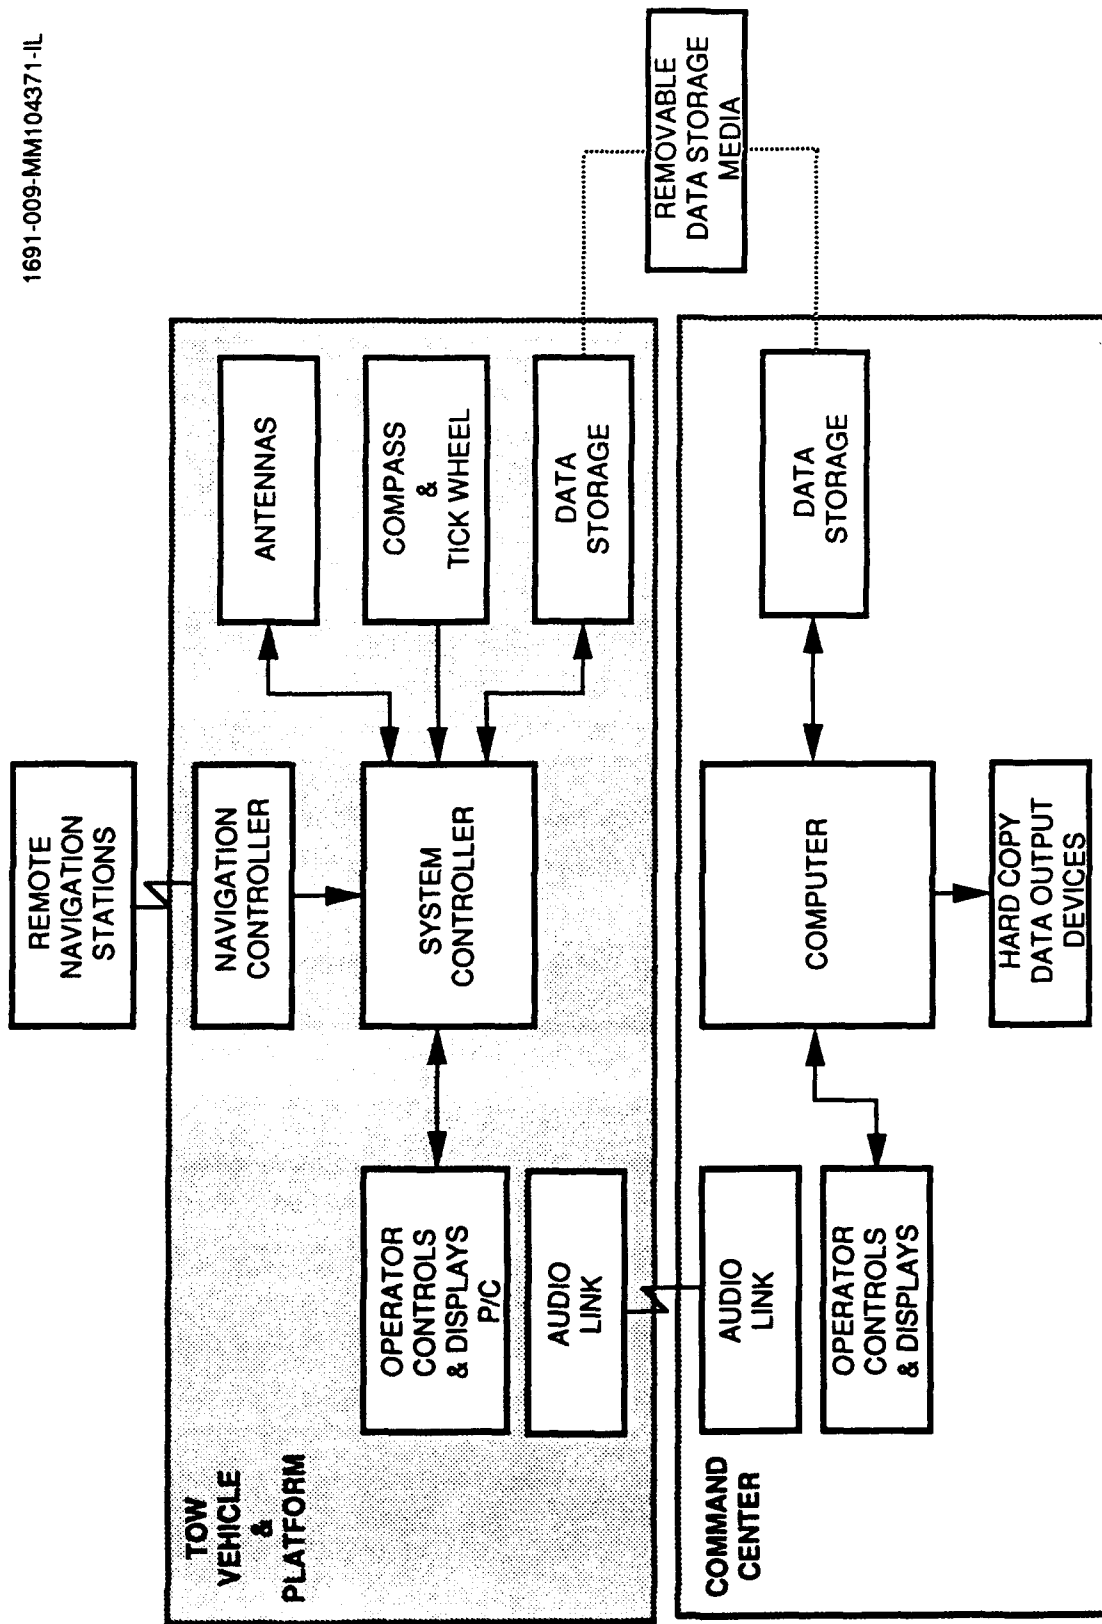 1691-009-MM104371-IL
REMOTE
NAVIGATION
STATIONS
TOW
VEHICLE
&
PLATFORM
NAVIGATION
CONTROLLER
ANTENNAS
OPERATOR
CONTROLS
& DISPLAYS
P/C
SYSTEM
CONTROLLER
COMPASS
&
TICK WHEEL
AUDIO
LINK
DATA
STORAGE
REMOVABLE
DATA STORAGE
MEDIA
COMMAND
CENTER
AUDIO
LINK
COMPUTER
DATA
STORAGE
OPERATOR
CONTROLS
& DISPLAYS
HARD COPY
DATA OUTPUT
DEVICES